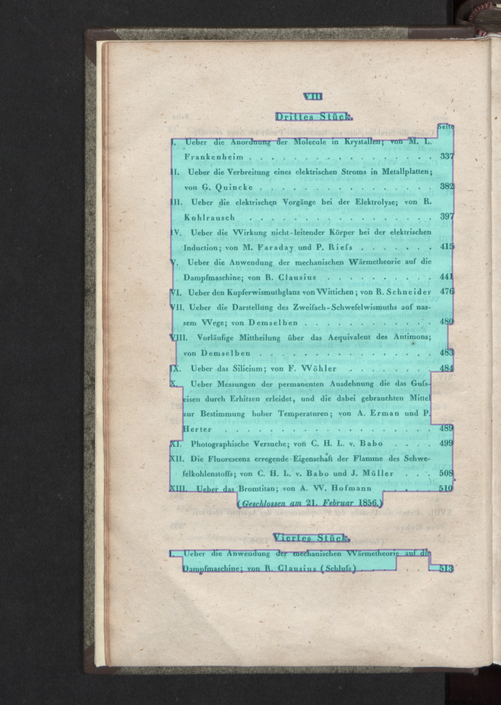 VIII
Drittes Stück.
Seite
I. Ueber die Anordnung der Molecule in Krystallen; von M. L.
Frankenheim . . . . . . . . . . . . 337
II. Ueber die Verbreitung eines elektrischen Stroms in Metallplatten;
von G. Quincke . . . . . . . . . . . . 382
III. Ueber die elektrischen Vorgänge bei der Elektrolyse; von R.
Kohlrausch . . . . . . . . . . . . . 397
IV. Ueber die Wirkung nicht-leitender Körper bei der elektrischen
Induction; von M. Faraday und P. Riefs . . . . . . . 415
V. Ueber die Anwendung der mechanischen Wärmetheorie auf die
Dampfmaschine; von R. Clausius . . . . . . . . . 441
VI. Ueber den Kupferwismuthglanz von Wittichen; von R. Schneider 476
VII. Ueber die Darstellung des Zweifach-Schwefelwismuths auf nas-
sem Wege; von Demselben . . . . . . . . . . 480
VIII. Vorläufige Mittheilung über das Aequivalent des Antimons;
von Demselben . . . . . . . . . . . . 483
IX. Ueber das Silicium; von F. Wöhler . . . . . . . 484
X. Ueber Messungen der permanenten Ausdehnung die das Gufs-
eisen durch Erhitzen erleidet, und die dabei gebrauchten Mittel
zur Bestimmung hoher Temperaturen; von A. Erman und P.
Herter . . . . . . . . . . . . . . 489
XI. Photographische Versuche; von C. H. L. v. Babo . . . . 499
XII. Die Fluorescenz erregende Eigenschaft der Flamme des Schwe-
felkohlenstoffs; von C. H. L. v. Babo und J. Müller . . . 508
XIII. Ueber das Bromtitan; von A. W. Hofmann . . . . . 510
(Geschlossen am 21. Februar 1856.)
Viertes Stück.
I. Ueber die Anwendung der mechanischen Wärmetheorie auf die
Dampfmaschine; von R. Clausius (Schlufs) . . . . . . 513